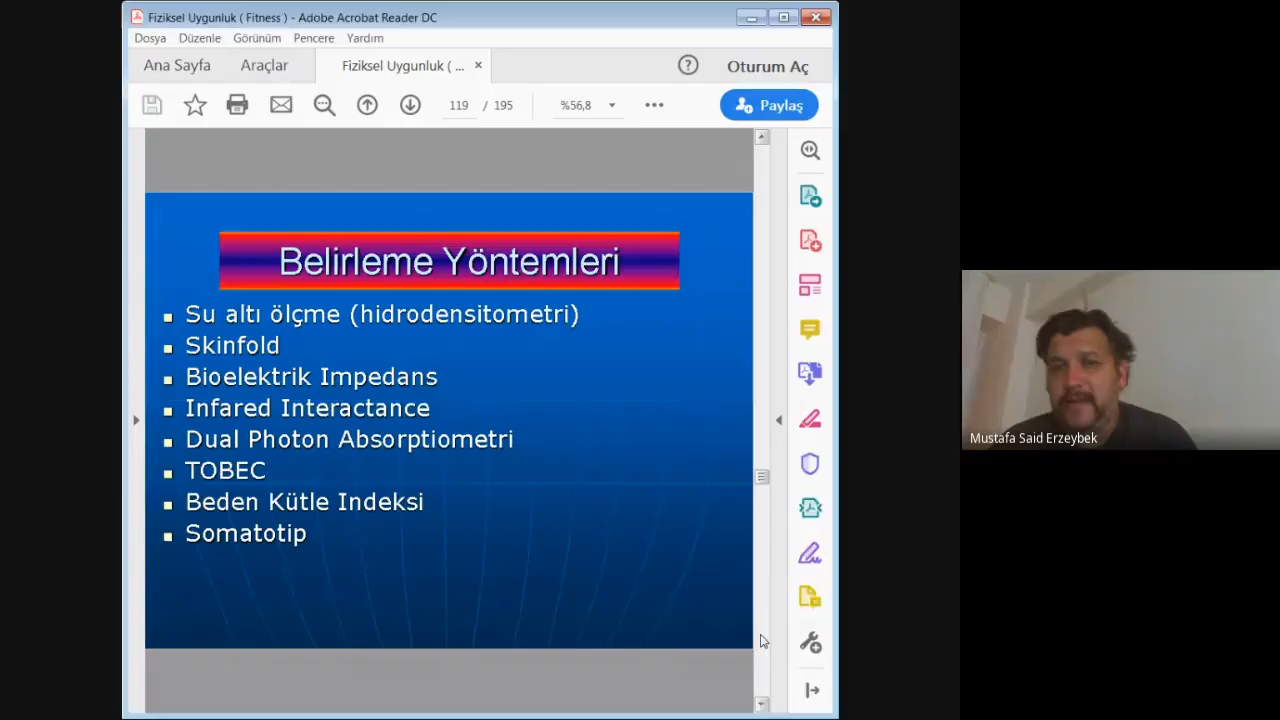 Fiziksel Uygunluk ( Fitness ) - Adobe Acrobat Reader DC
Dosya Düzenle Görünüm Pencere Yardım
Ana Sayfa Araçlar Fiziksel Uygunluk ( ... × ? Oturum Aç
119 / 195 %56,8 Paylaş
Belirleme Yöntemleri
Su altı ölçme (hidrodensitometri)
Skinfold
Bioelektrik Impedans
Infared Interactance
Dual Photon Absorptiometri
TOBEC
Beden Kütle Indeksi
Somatotip
Mustafa Said Erzeybek